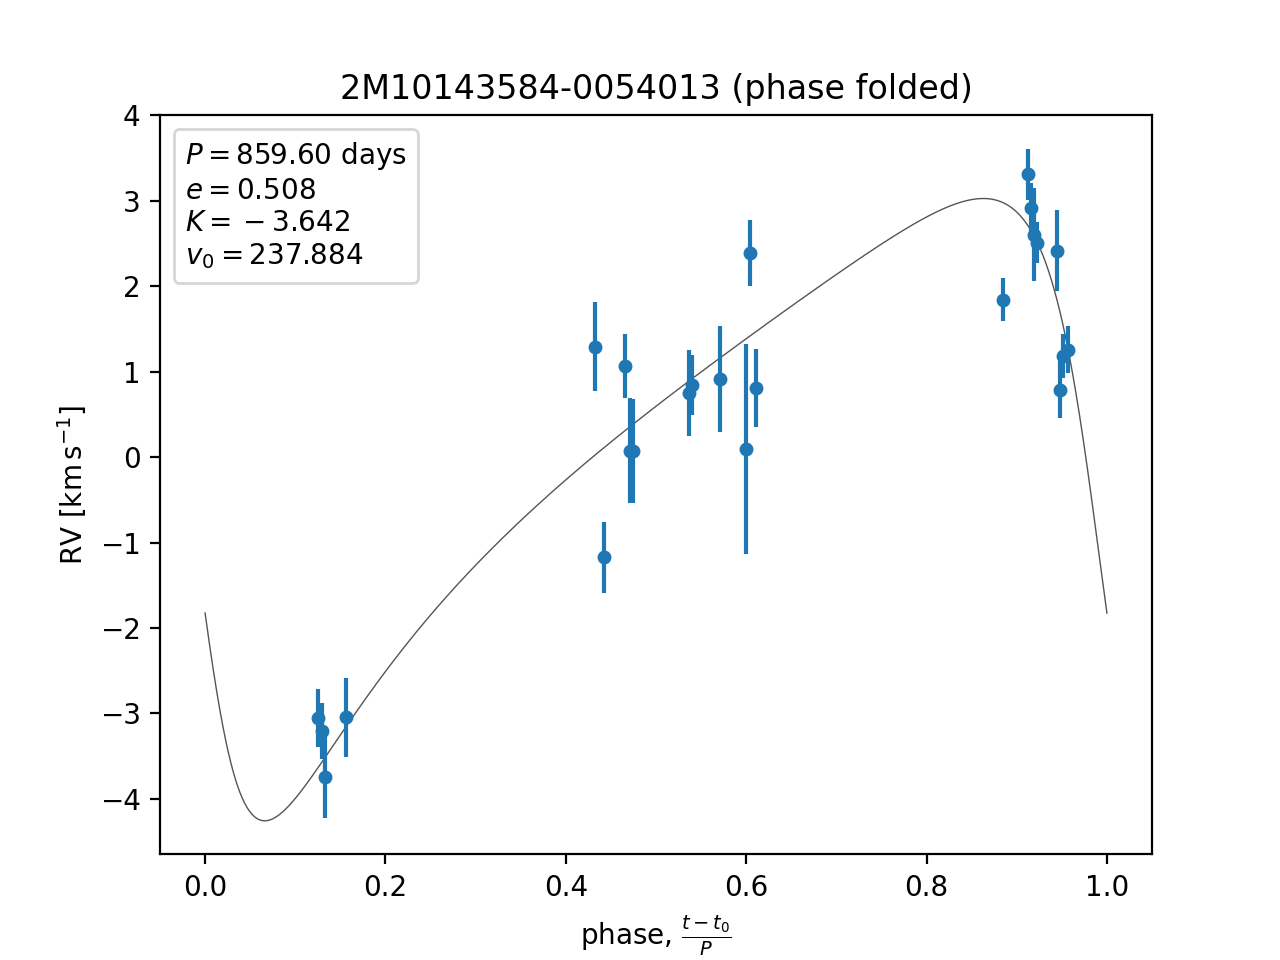 2M10143584-0054013 (phase folded)
P = 859.60 days
e = 0.508
K = −3.642
v₀ = 237.884
4
3
2
1
0
−1
−2
−3
−4
RV [km s⁻¹]
0.0 0.2 0.4 0.6 0.8 1.0
phase, (t − t₀)/P